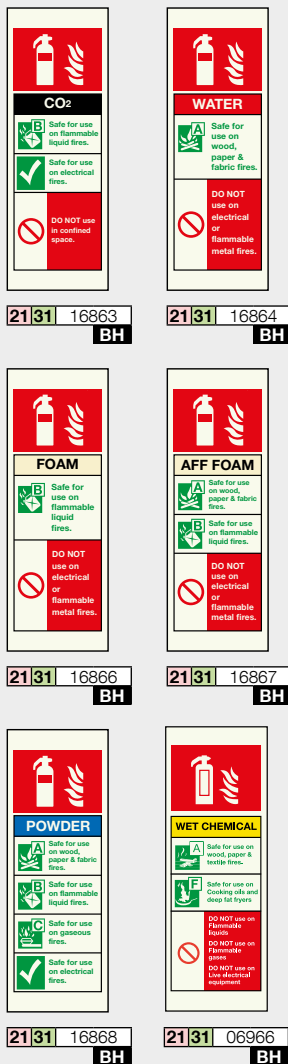 CO2
B Safe for use
on flammable
liquid fires.
Safe for use
on electrical
fires.
DO NOT use
in confined
space.
21 31 16863
BH
WATER
A Safe for
use on
wood,
paper &
fabric fires.
DO NOT
use on
electrical
or
flammable
metal fires.
21 31 16864
BH
FOAM
B Safe for
use on
flammable
liquid
fires.
DO NOT
use on
electrical
or
flammable
metal fires.
21 31 16866
BH
AFF FOAM
A Safe for use
on wood,
paper & fabric
fires.
B Safe for use
on flammable
liquid fires.
DO NOT
use on
electrical
or
flammable
metal fires.
21 31 16867
BH
POWDER
A Safe for use
on wood,
paper & fabric
fires.
B Safe for use
on flammable
liquid fires.
C Safe for use
on gaseous
fires.
Safe for use
on electrical
fires.
21 31 16868
BH
WET CHEMICAL
A Safe for use on
wood, paper &
textile fires.
F Safe for use on
Cooking oils and
deep fat fryers
DO NOT use on
Flammable
liquids
DO NOT use on
Flammable
gases
DO NOT use on
Live electrical
equipment
21 31 06966
BH